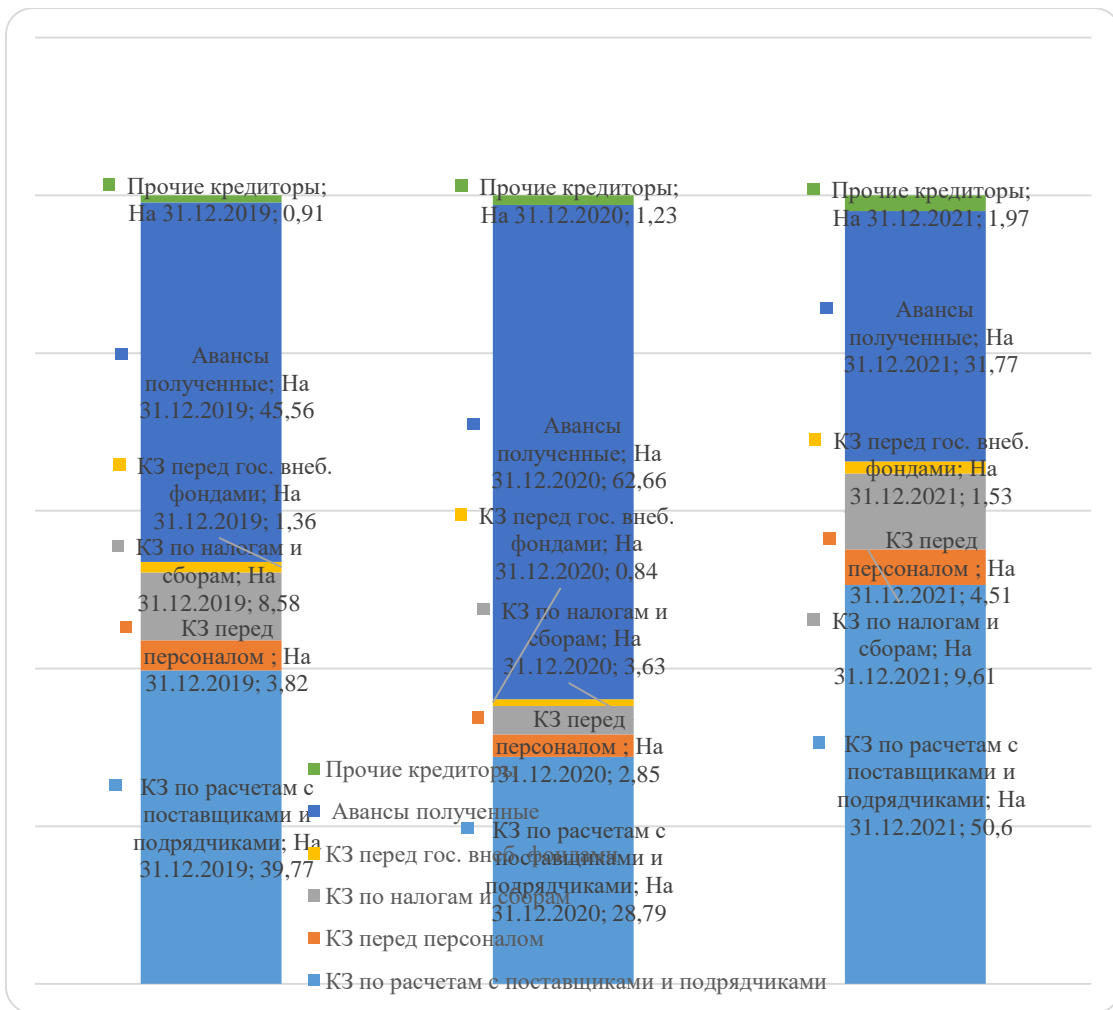 Прочие кредиторы;
На 31.12.2019; 0,91
Авансы
полученные; На
31.12.2019; 45,56
КЗ перед гос. внеб.
фондами; На
31.12.2019; 1,36
КЗ по налогам и
сборам; На
31.12.2019; 8,58
КЗ перед
персоналом ; На
31.12.2019; 3,82
КЗ по расчетам с
поставщиками и
подрядчиками; На
31.12.2019; 39,77
Прочие кредиторы;
На 31.12.2020; 1,23
Авансы
полученные; На
31.12.2020; 62,66
КЗ перед гос. внеб.
фондами; На
31.12.2020; 0,84
КЗ по налогам и
сборам; На
31.12.2020; 3,63
КЗ перед
персоналом ; На
31.12.2020; 2,85
КЗ по расчетам с
поставщиками и
подрядчиками; На
31.12.2020; 28,79
Прочие кредиторы;
На 31.12.2021; 1,97
Авансы
полученные; На
31.12.2021; 31,77
КЗ перед гос. внеб.
фондами; На
31.12.2021; 1,53
КЗ перед
персоналом ; На
31.12.2021; 4,51
КЗ по налогам и
сборам; На
31.12.2021; 9,61
КЗ по расчетам с
поставщиками и
подрядчиками; На
31.12.2021; 50,6
Прочие кредиторы
Авансы полученные
КЗ перед гос. внеб. фондами
КЗ по налогам и сборам
КЗ перед персоналом
КЗ по расчетам с поставщиками и подрядчиками